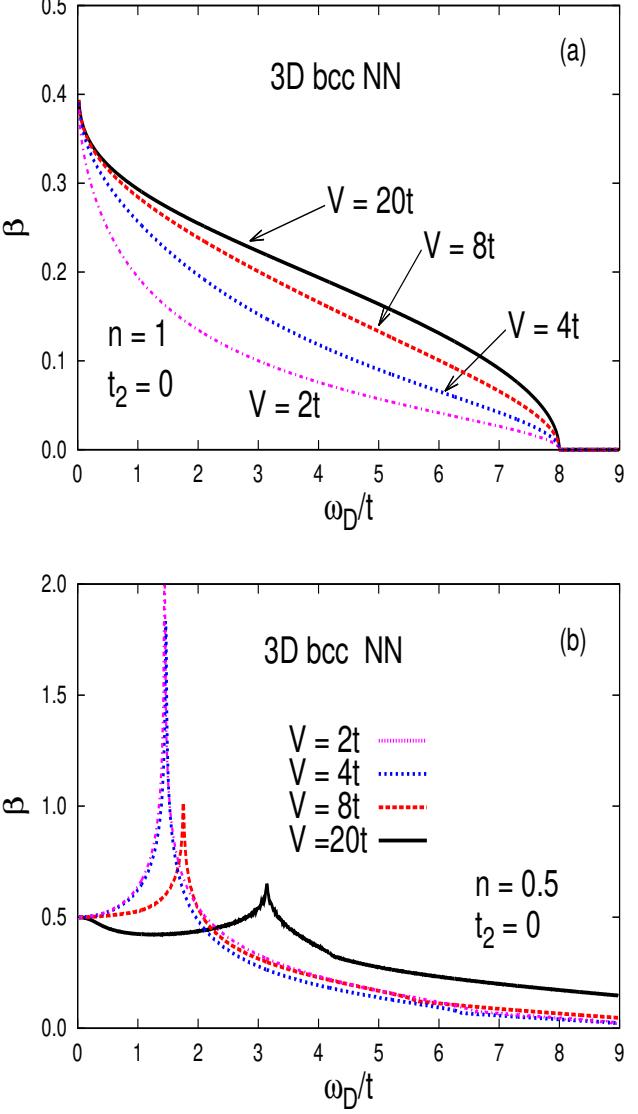 0.5
(a)
3D bcc NN
0.4
0.3
V = 20t
V = 8t
β
0.2
V = 4t
n = 1
0.1
t₂ = 0
V = 2t
0.0
0 1 2 3 4 5 6 7 8 9
ω_D/t
2.0
(b)
3D bcc NN
1.5
V = 2t
V = 4t
β
1.0
V = 8t
V =20t
n = 0.5
0.5
t₂ = 0
0.0
0 1 2 3 4 5 6 7 8 9
ω_D/t